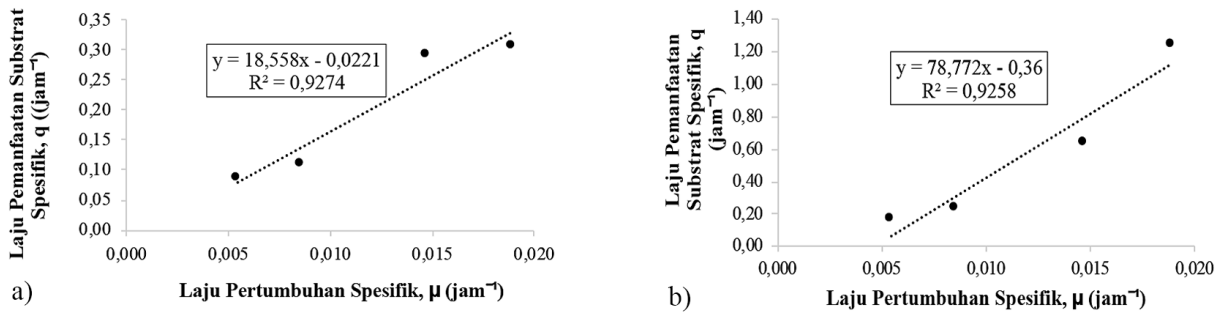 0,35
0,30
0,25
0,20
0,15
0,10
0,05
0,00
Laju Pemanfaatan Substrat
Spesifik, q ((jam⁻¹)
y = 18,558x - 0,0221
R² = 0,9274
0,000
0,005
0,010
0,015
0,020
Laju Pertumbuhan Spesifik, μ (jam⁻¹)
a)
1,40
1,20
1,00
0,80
0,60
0,40
0,20
0,00
Laju Pemanfaatan
Substrat Spesifik, q
(jam⁻¹)
y = 78,772x - 0,36
R² = 0,9258
0,000
0,005
0,010
0,015
0,020
Laju Pertumbuhan Spesifik, μ (jam⁻¹)
b)